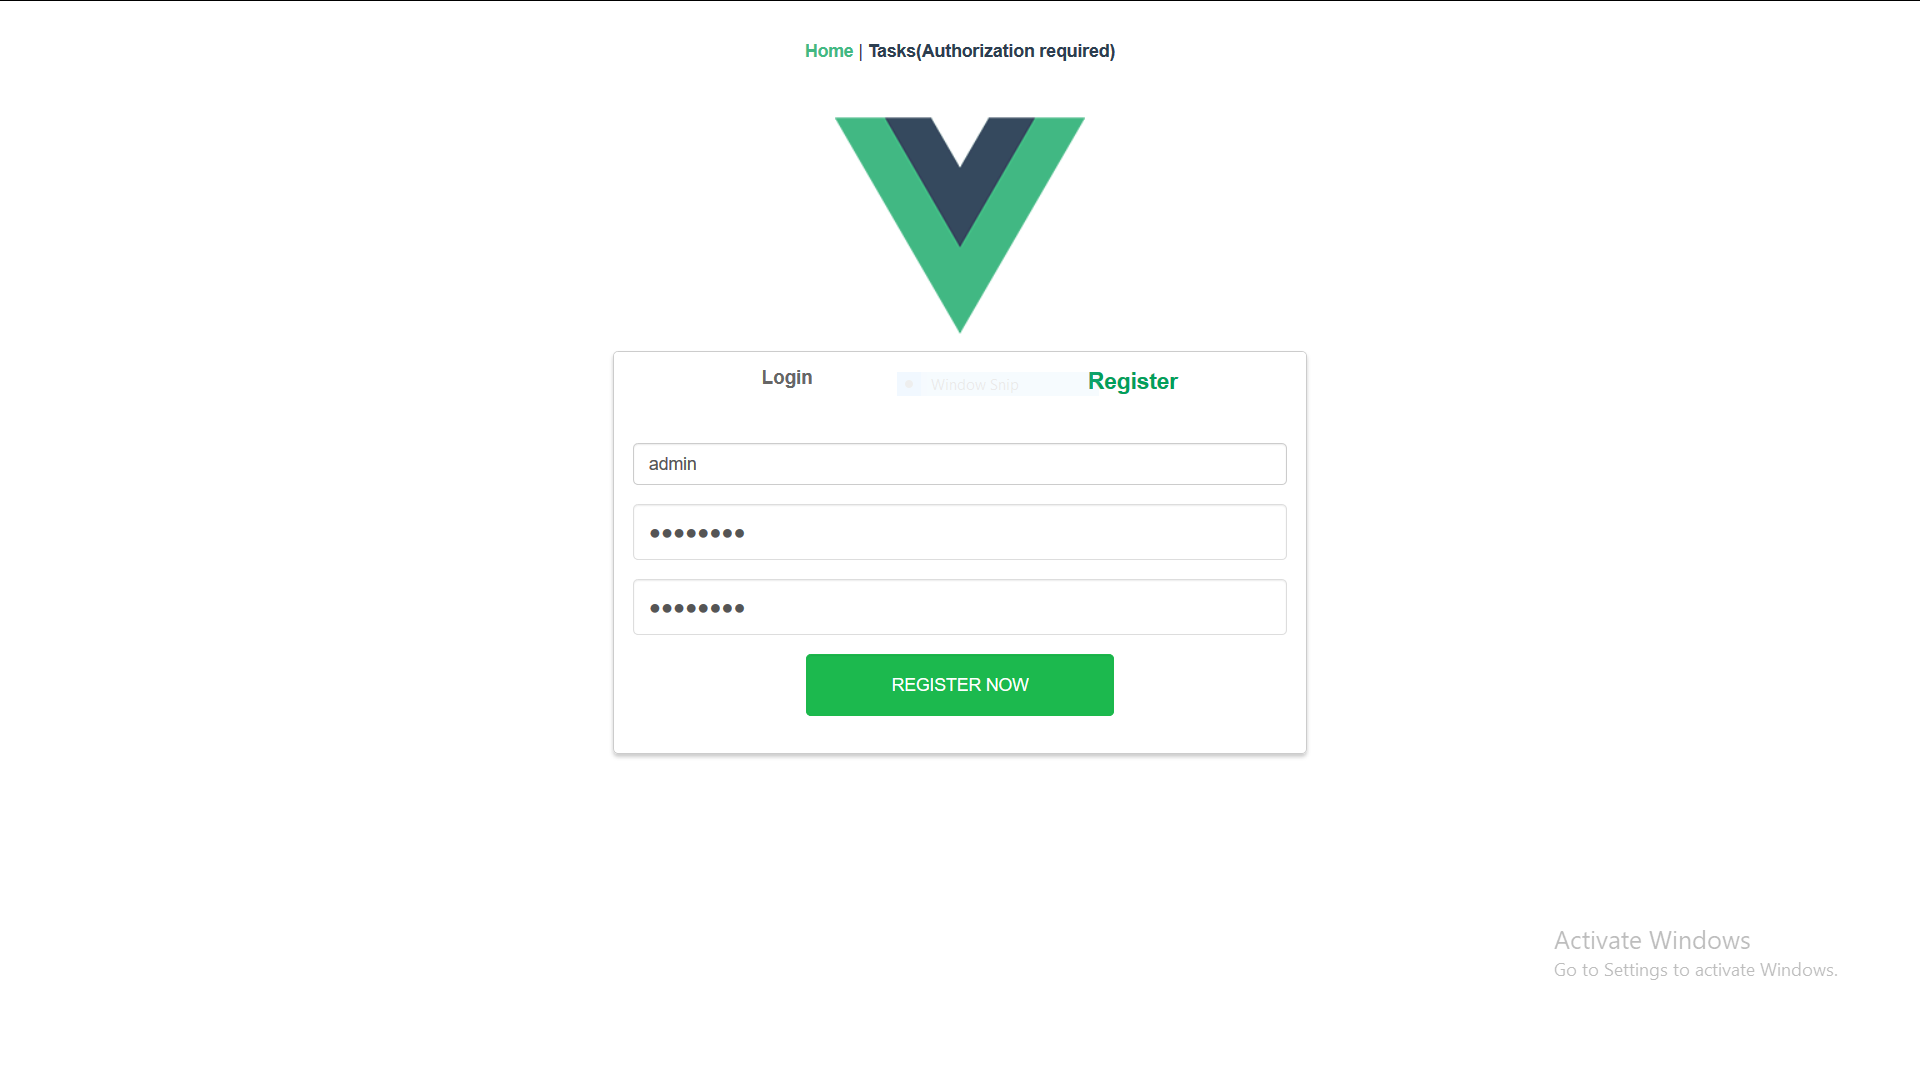 Home | Tasks(Authorization required)
Login
Window Snip
Register
admin
••••••••
••••••••
REGISTER NOW
Activate Windows
Go to Settings to activate Windows.